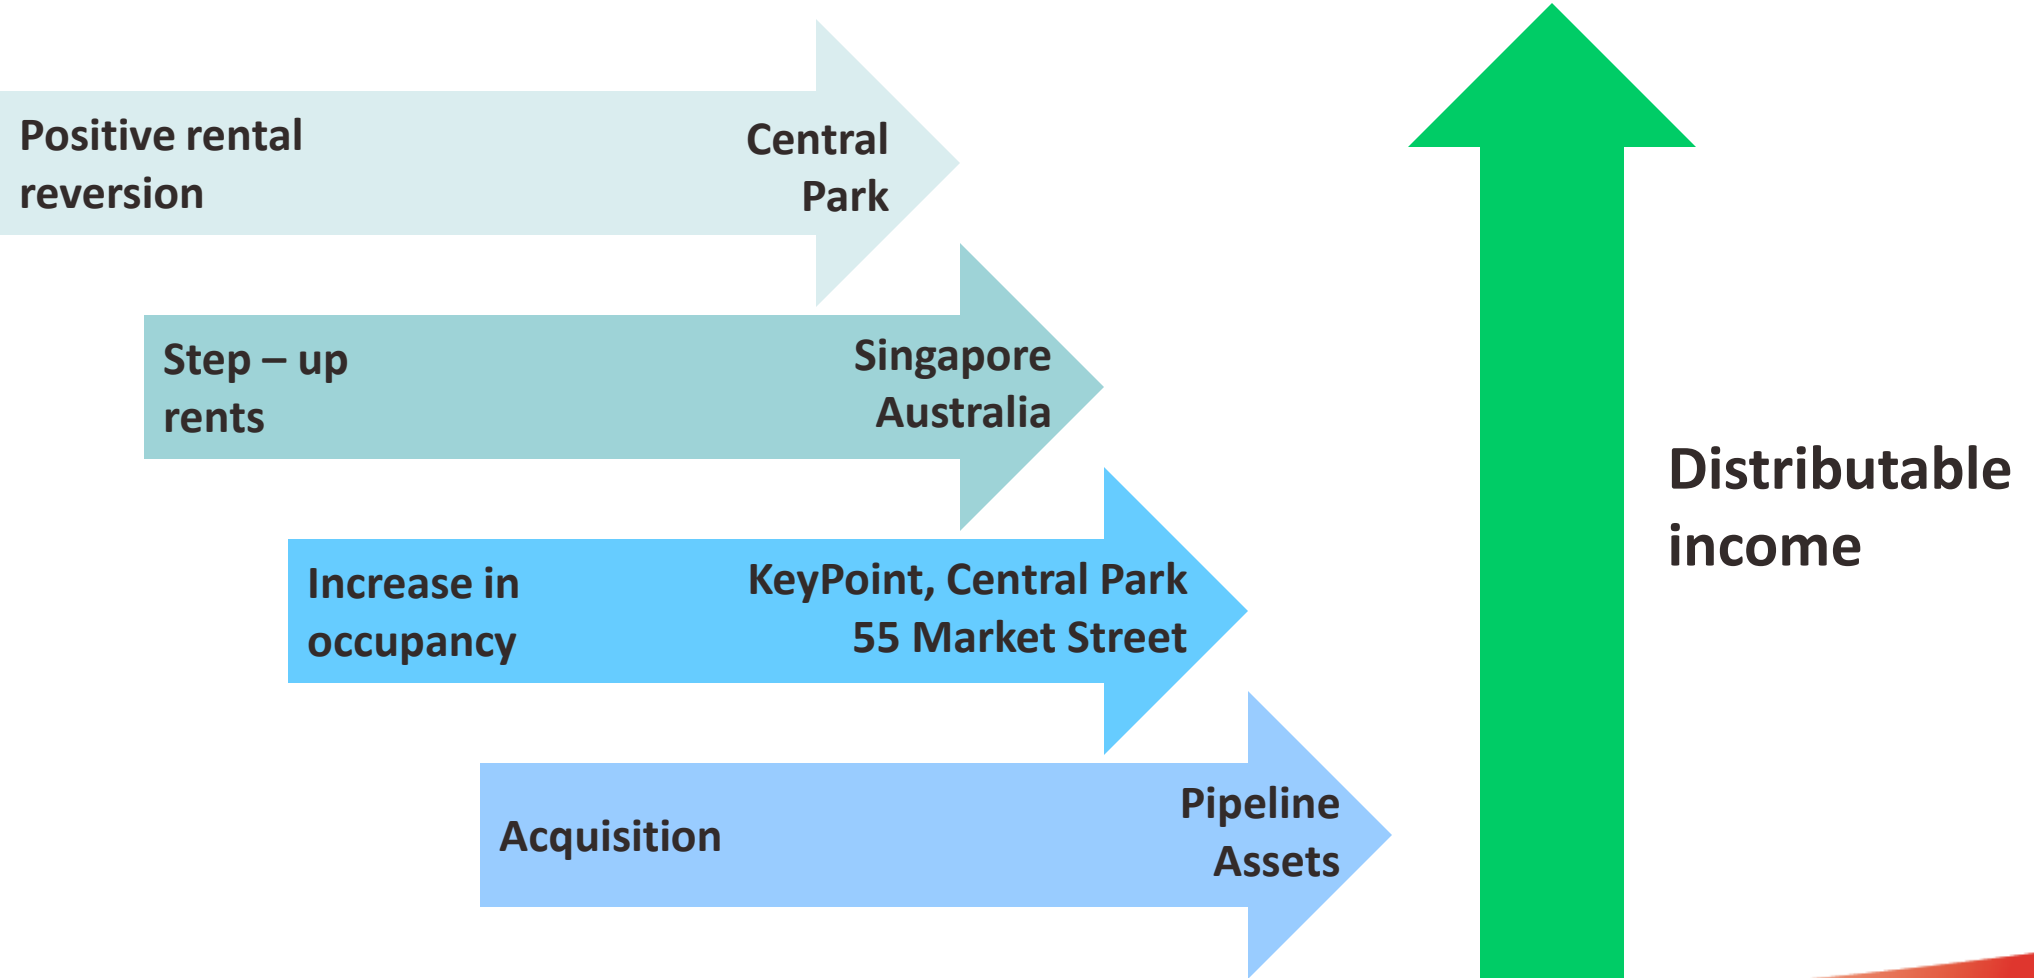 Positive rental
reversion
Central
Park
Step – up
rents
Singapore
Australia
Increase in
occupancy
KeyPoint, Central Park
55 Market Street
Acquisition
Pipeline
Assets
Distributable
income